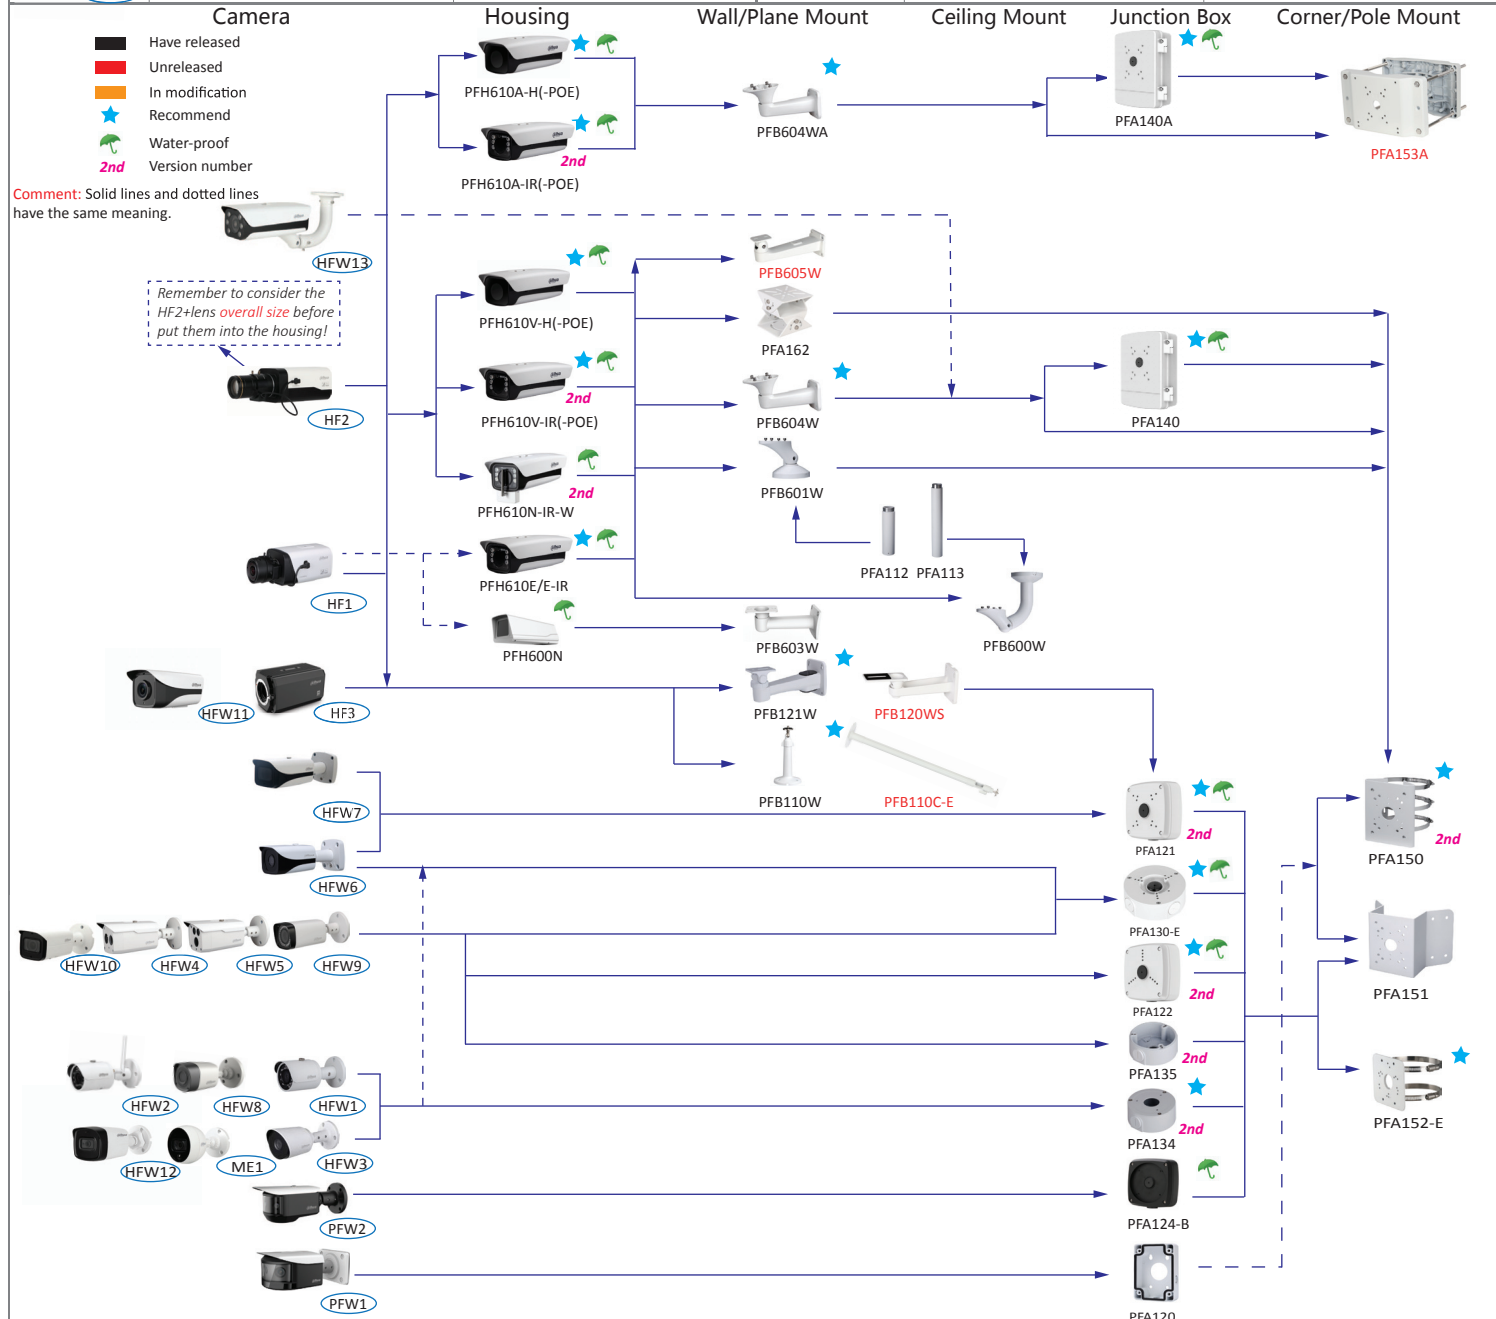 Camera
Housing
Wall/Plane Mount
Ceiling Mount
Junction Box
Corner/Pole Mount
Have released
Unreleased
In modification
Recommend
Water-proof
2nd Version number
Comment: Solid lines and dotted lines
have the same meaning.
PFH610A-H(-POE)
2nd
PFH610A-IR(-POE)
PFB604WA
PFA140A
PFA153A
HFW13
Remember to consider the
HF2+lens overall size before
put them into the housing!
HF2
PFH610V-H(-POE)
2nd
PFH610V-IR(-POE)
2nd
PFH610N-IR-W
PFB605W
PFA162
PFB604W
PFB601W
PFA140
PFA112
PFA113
HF1
PFH610E/E-IR
PFH600N
PFB603W
PFB600W
HFW11
HF3
PFB121W
PFB120WS
PFB110W
PFB110C-E
HFW7
2nd
PFA121
2nd
PFA150
HFW6
PFA130-E
HFW10
HFW4
HFW5
HFW9
2nd
PFA122
PFA151
2nd
PFA135
HFW2
HFW8
HFW1
2nd
PFA134
PFA152-E
HFW12
ME1
HFW3
PFW2
PFA124-B
PFW1
PFA120